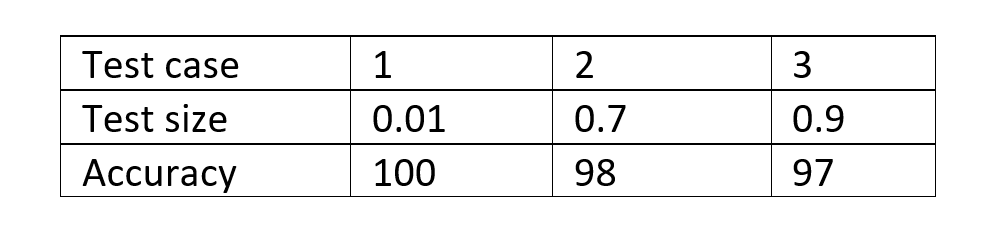 Test case 1 2 3
Test size 0.01 0.7 0.9
Accuracy 100 98 97